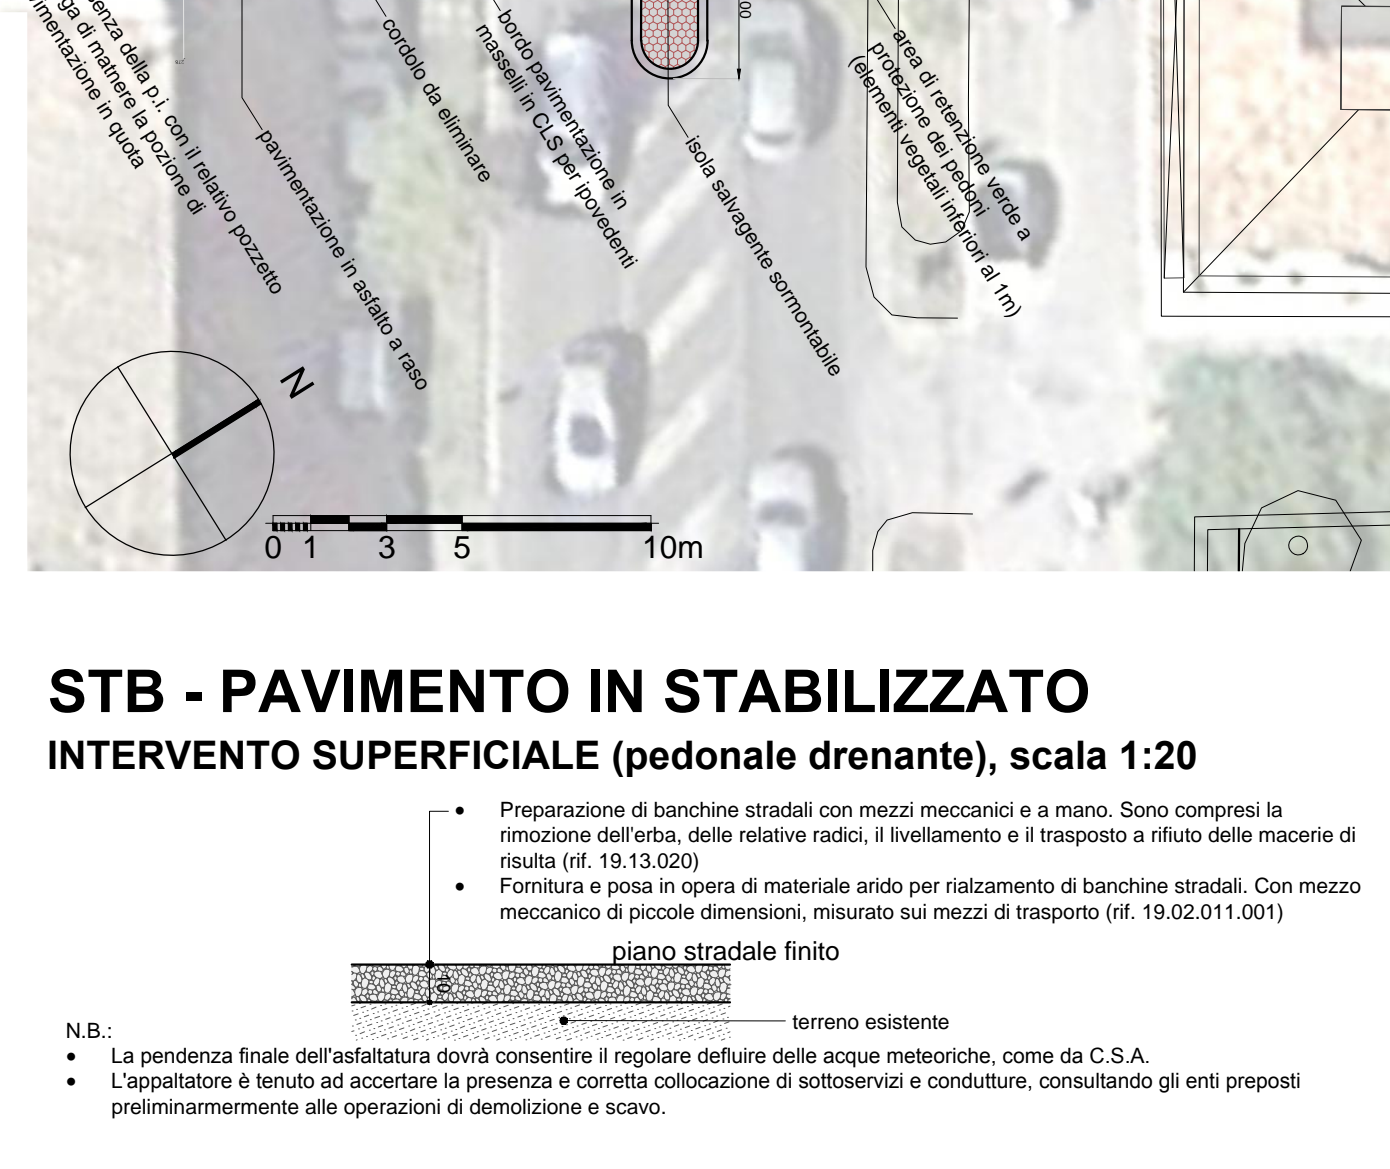 enza della p.i. con il relativo pozzetto
ga di matnere la pozione di
imentazione in quota
pavimentazione in asfalto a raso
cordolo da eliminare
bordo pavimentazione in
masselli in CLS per ipovedenti
isola salvagente sormontabile
00
area di retenzione verde a
protezione dei pedoni
(elementi vegetali inferiori al 1m)
N
0 1 3 5 10m
STB - PAVIMENTO IN STABILIZZATO
INTERVENTO SUPERFICIALE (pedonale drenante), scala 1:20
• Preparazione di banchine stradali con mezzi meccanici e a mano. Sono compresi la
rimozione dell'erba, delle relative radici, il livellamento e il trasposto a rifiuto delle macerie di
risulta (rif. 19.13.020)
• Fornitura e posa in opera di materiale arido per rialzamento di banchine stradali. Con mezzo
meccanico di piccole dimensioni, misurato sui mezzi di trasporto (rif. 19.02.011.001)
piano stradale finito
10
terreno esistente
N.B.:
• La pendenza finale dell'asfaltatura dovrà consentire il regolare defluire delle acque meteoriche, come da C.S.A.
• L'appaltatore è tenuto ad accertare la presenza e corretta collocazione di sottoservizi e condutture, consultando gli enti preposti
preliminarmermente alle operazioni di demolizione e scavo.